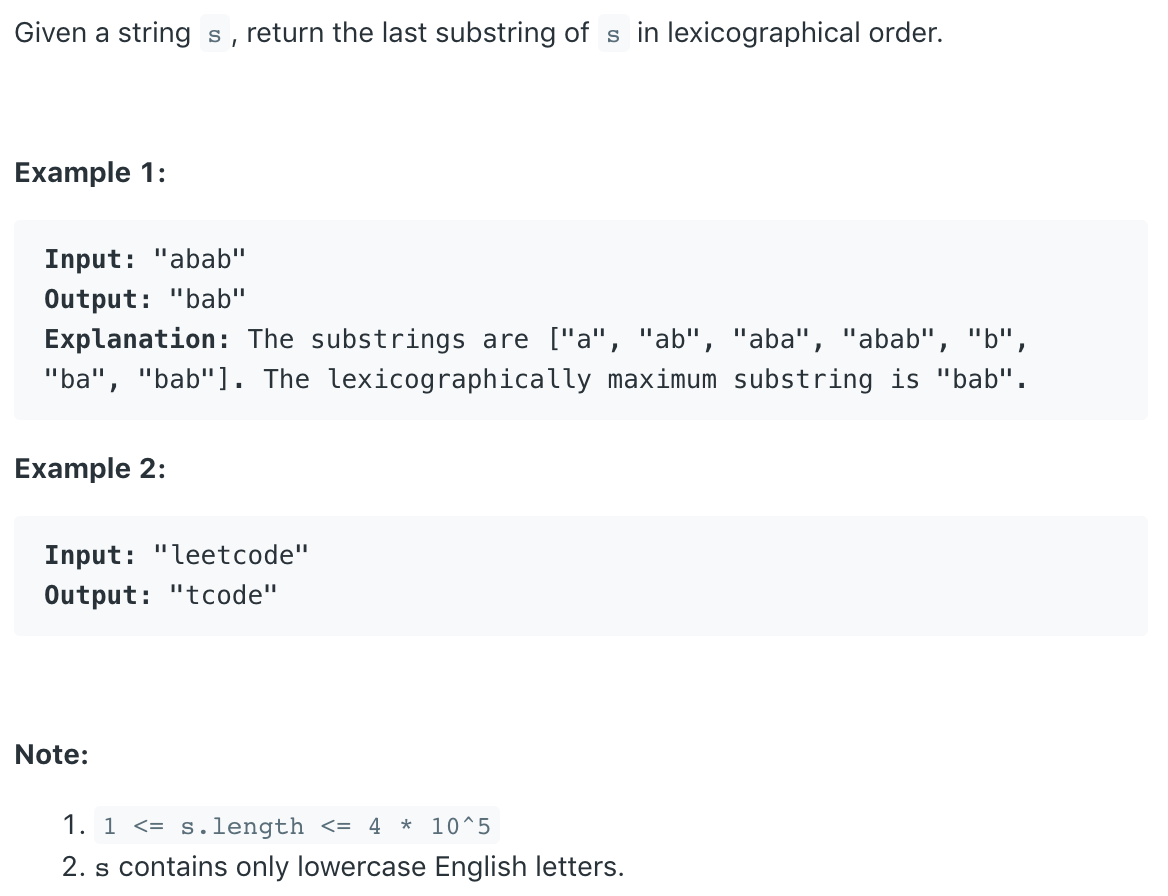 Given a string s, return the last substring of s in lexicographical order.
Example 1:
Input: "abab"
Output: "bab"
Explanation: The substrings are ["a", "ab", "aba", "abab", "b",
"ba", "bab"]. The lexicographically maximum substring is "bab".
Example 2:
Input: "leetcode"
Output: "tcode"
Note:
1. 1 <= s.length <= 4 * 10^5
2. s contains only lowercase English letters.